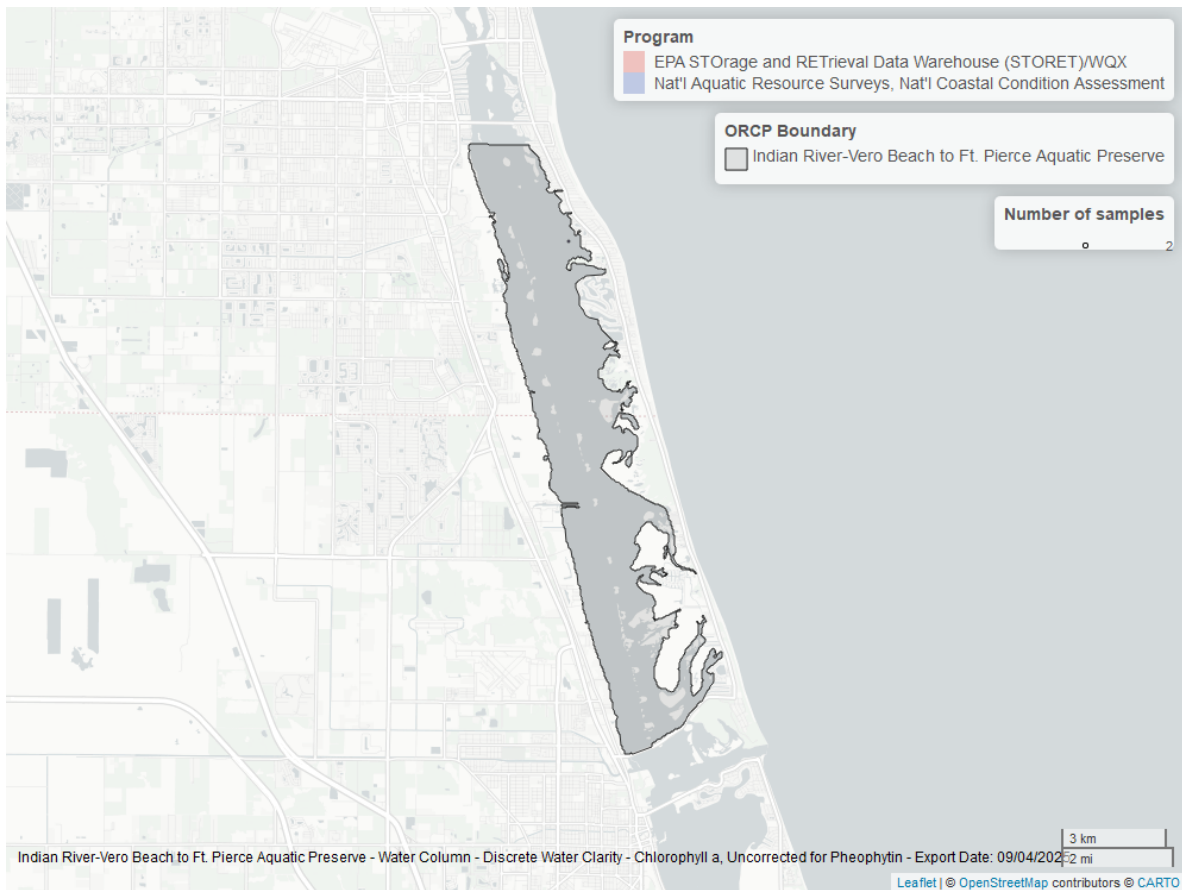 Program
EPA STOrage and RETrieval Data Warehouse (STORET)/WQX
Nat'l Aquatic Resource Surveys, Nat'l Coastal Condition Assessment
ORCP Boundary
Indian River-Vero Beach to Ft. Pierce Aquatic Preserve
Number of samples
2
3 km
Indian River-Vero Beach to Ft. Pierce Aquatic Preserve - Water Column - Discrete Water Clarity - Chlorophyll a, Uncorrected for Pheophytin - Export Date: 09/04/2025
2 mi
Leaflet | © OpenStreetMap contributors © CARTO